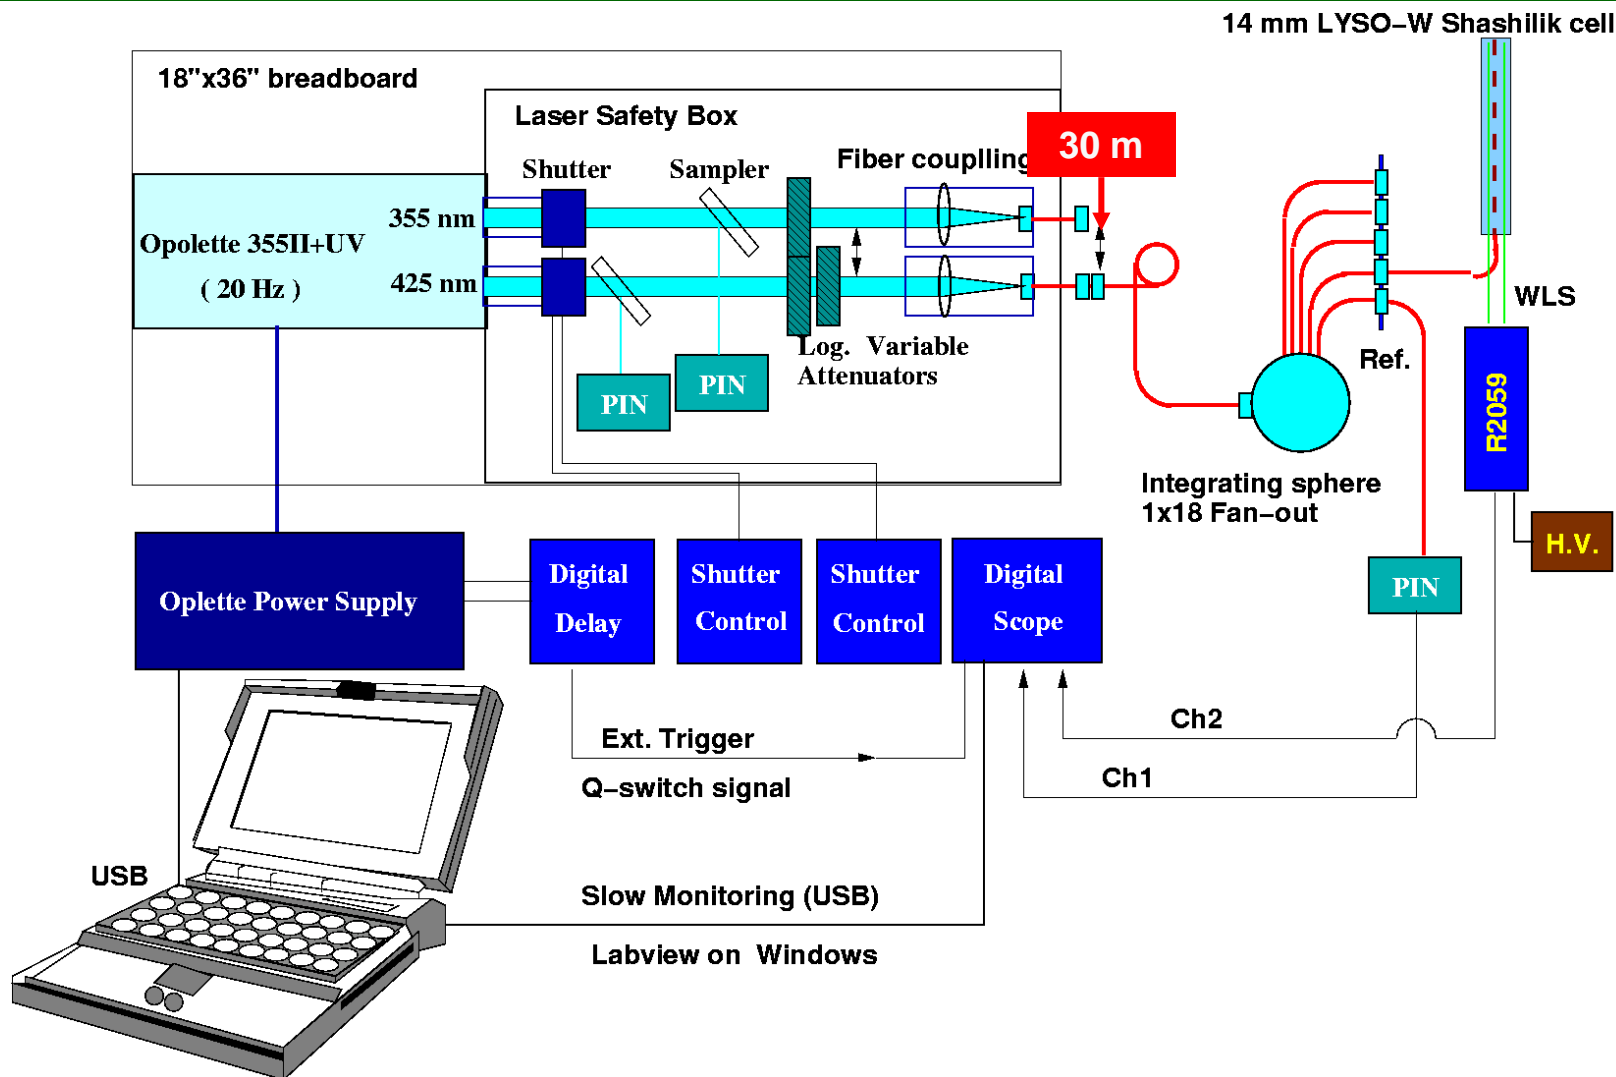 14 mm LYSO–W Shashilik cell
18"x36" breadboard
Laser Safety Box
30 m
Fiber couplling
Shutter
Sampler
355 nm
Opolette 355II+UV
( 20 Hz )
425 nm
WLS
Log. Variable
Attenuators
Ref.
PIN
PIN
R2059
Integrating sphere
1x18 Fan–out
H.V.
Oplette Power Supply
Digital
Delay
Shutter
Control
Shutter
Control
Digital
Scope
PIN
Ch2
Ext. Trigger
Ch1
Q–switch signal
USB
Slow Monitoring (USB)
Labview on Windows